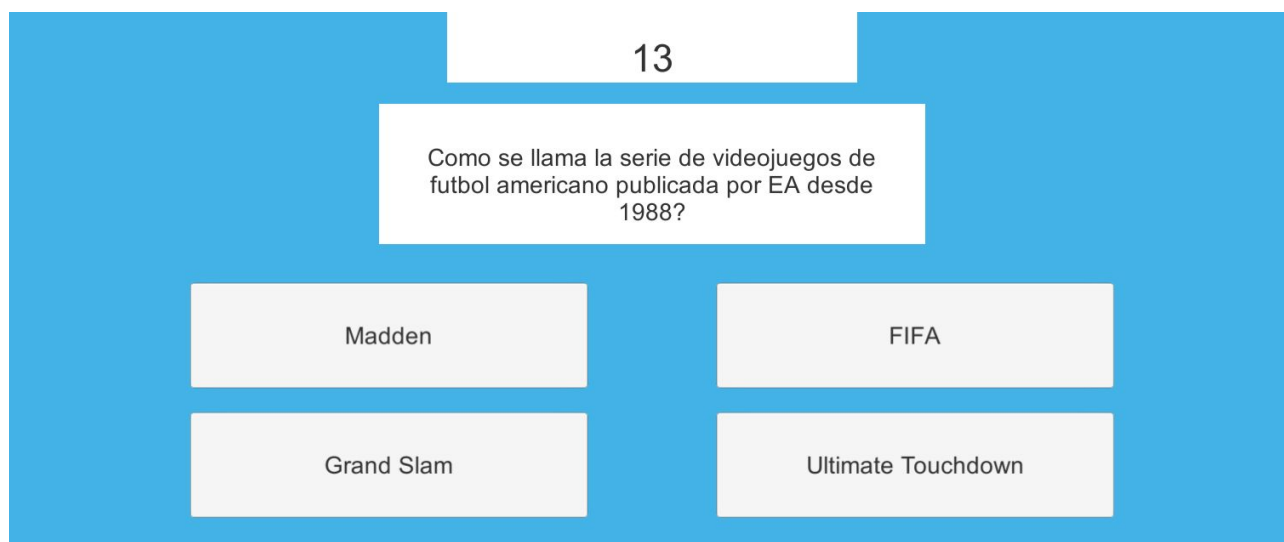 13
Como se llama la serie de videojuegos de
futbol americano publicada por EA desde
1988?
Madden
FIFA
Grand Slam
Ultimate Touchdown